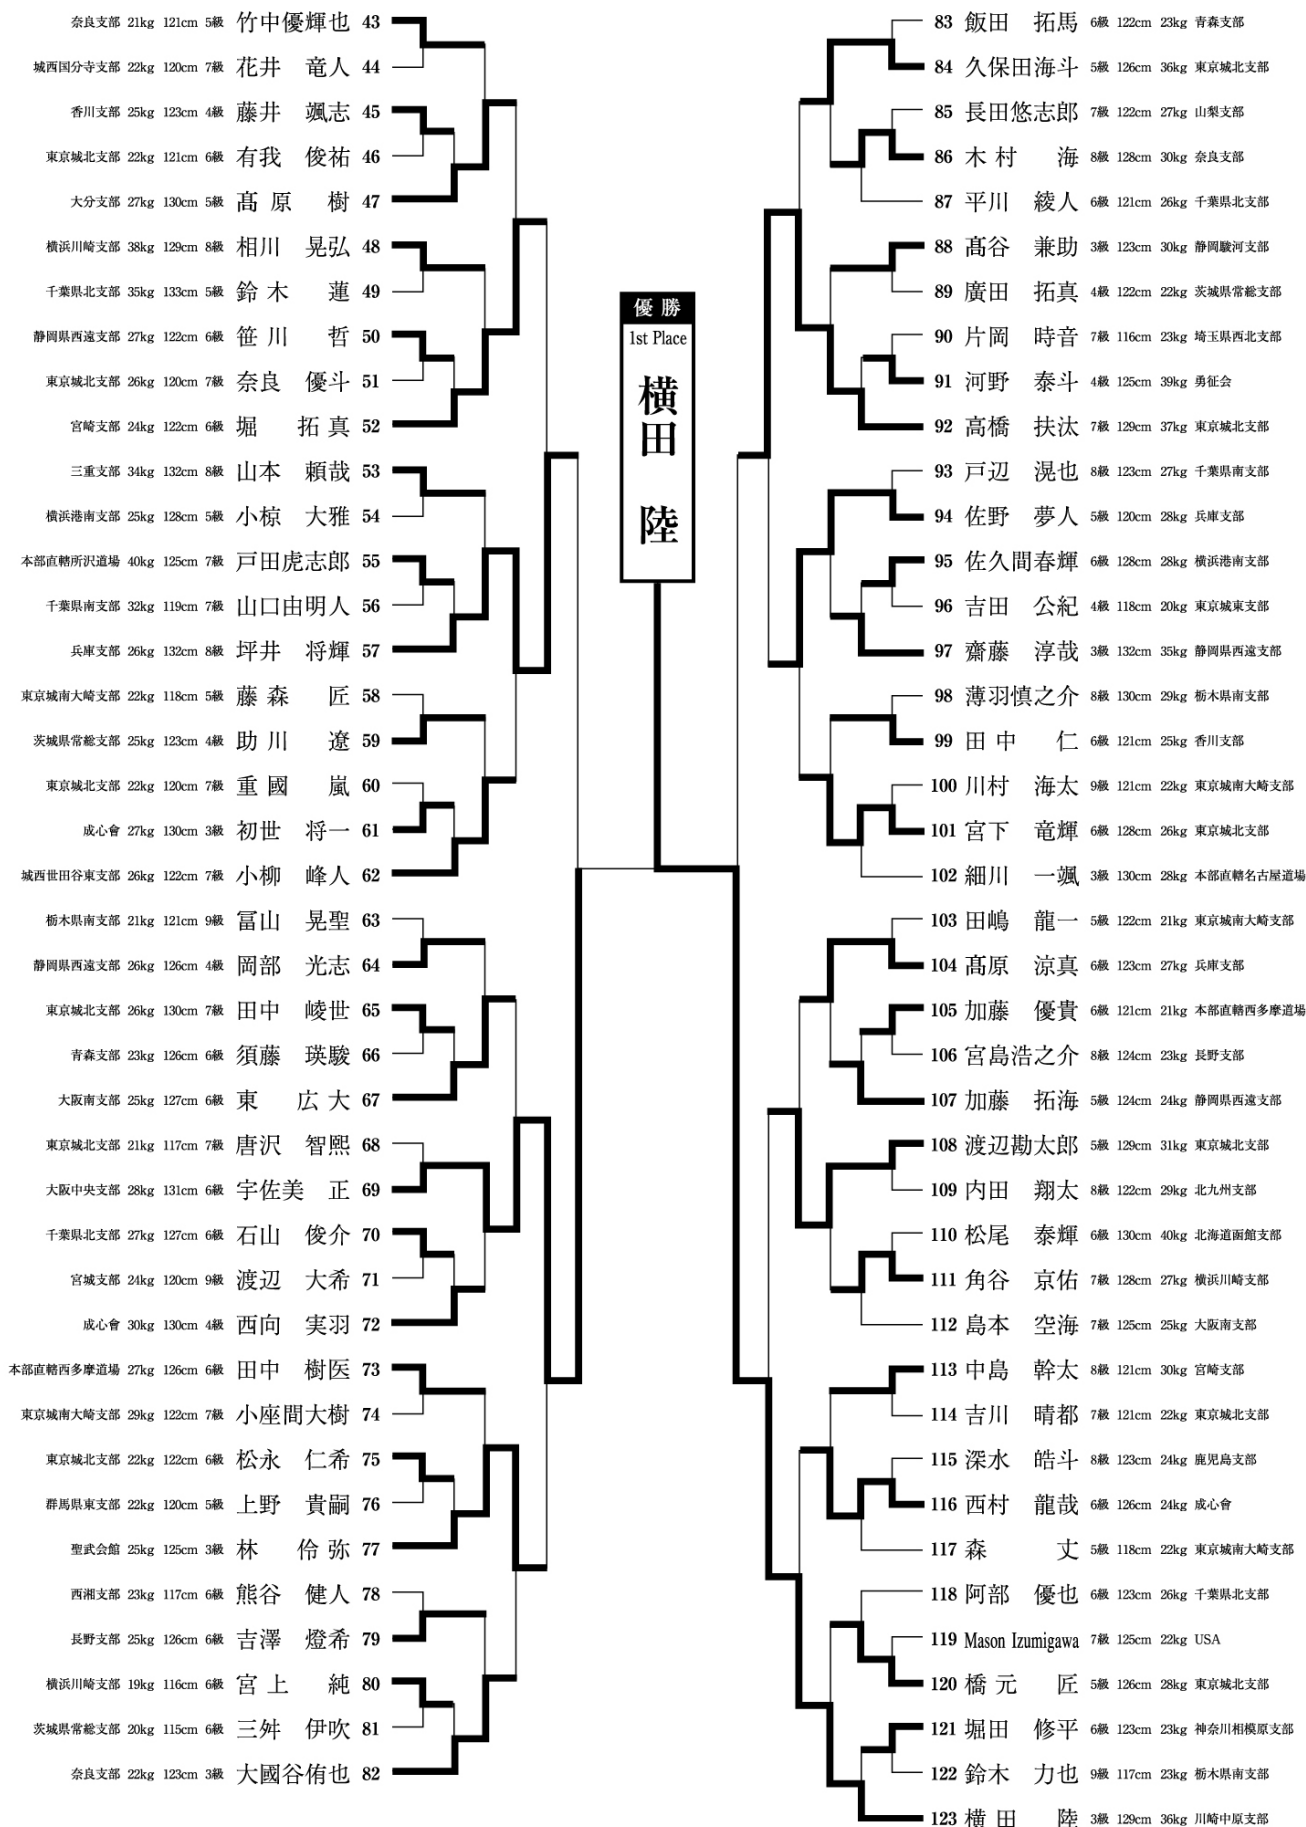 奈良支部 21kg 121cm 5級 竹中優輝也 43
城西国分寺支部 22kg 120cm 7級 花井 竜人 44
香川支部 25kg 123cm 4級 藤井 颯志 45
東京城北支部 22kg 121cm 6級 有我 俊祐 46
大分支部 27kg 130cm 5級 髙原 樹 47
横浜川崎支部 38kg 129cm 8級 相川 晃弘 48
千葉県北支部 35kg 133cm 5級 鈴木 蓮 49
静岡県西遠支部 27kg 122cm 6級 笹川 哲 50
東京城北支部 26kg 120cm 7級 奈良 優斗 51
宮崎支部 24kg 122cm 6級 堀 拓真 52
三重支部 34kg 132cm 8級 山本 頼哉 53
横浜港南支部 25kg 128cm 5級 小椋 大雅 54
本部直轄所沢道場 40kg 125cm 7級 戸田虎志郎 55
千葉県南支部 32kg 119cm 7級 山口由明人 56
兵庫支部 26kg 132cm 8級 坪井 将輝 57
東京城南大崎支部 22kg 118cm 5級 藤森 匠 58
茨城県常総支部 25kg 123cm 4級 助川 遼 59
東京城北支部 22kg 120cm 7級 重國 嵐 60
成心會 27kg 130cm 3級 初世 将一 61
城西世田谷東支部 26kg 122cm 7級 小柳 峰人 62
栃木県南支部 21kg 121cm 9級 冨山 晃聖 63
静岡県西遠支部 26kg 126cm 4級 岡部 光志 64
東京城北支部 26kg 130cm 7級 田中 崚世 65
青森支部 23kg 126cm 6級 須藤 瑛駿 66
大阪南支部 25kg 127cm 6級 東 広大 67
東京城北支部 21kg 117cm 7級 唐沢 智熙 68
大阪中央支部 28kg 131cm 6級 宇佐美 正 69
千葉県北支部 27kg 127cm 6級 石山 俊介 70
宮城支部 24kg 120cm 9級 渡辺 大希 71
成心會 30kg 130cm 4級 西向 実羽 72
本部直轄西多摩道場 27kg 126cm 6級 田中 樹医 73
東京城南大崎支部 29kg 122cm 7級 小座間大樹 74
東京城北支部 22kg 122cm 6級 松永 仁希 75
群馬県東支部 22kg 120cm 5級 上野 貴嗣 76
聖武会館 25kg 125cm 3級 林 伶弥 77
西湘支部 23kg 117cm 6級 熊谷 健人 78
長野支部 25kg 126cm 6級 吉澤 燈希 79
横浜川崎支部 19kg 116cm 6級 宮上 純 80
茨城県常総支部 20kg 115cm 6級 三舛 伊吹 81
奈良支部 22kg 123cm 3級 大國谷侑也 82
優勝
1st Place
横田 陸
83 飯田 拓馬 6級 122cm 23kg 青森支部
84 久保田海斗 5級 126cm 36kg 東京城北支部
85 長田悠志郎 7級 122cm 27kg 山梨支部
86 木村 海 8級 128cm 30kg 奈良支部
87 平川 綾人 6級 121cm 26kg 千葉県北支部
88 髙谷 兼助 3級 123cm 30kg 静岡駿河支部
89 廣田 拓真 4級 122cm 22kg 茨城県常総支部
90 片岡 時音 7級 116cm 23kg 埼玉県西北支部
91 河野 泰斗 4級 125cm 39kg 勇征会
92 高橋 扶汰 7級 129cm 37kg 東京城北支部
93 戸辺 滉也 8級 123cm 27kg 千葉県南支部
94 佐野 夢人 5級 120cm 28kg 兵庫支部
95 佐久間春輝 6級 128cm 28kg 横浜港南支部
96 吉田 公紀 4級 118cm 20kg 東京城東支部
97 齋藤 淳哉 3級 132cm 35kg 静岡県西遠支部
98 薄羽慎之介 8級 130cm 29kg 栃木県南支部
99 田中 仁 6級 121cm 25kg 香川支部
100 川村 海太 9級 121cm 22kg 東京城南大崎支部
101 宮下 竜輝 6級 128cm 26kg 東京城北支部
102 細川 一颯 3級 130cm 28kg 本部直轄名古屋道場
103 田嶋 龍一 5級 122cm 21kg 東京城南大崎支部
104 髙原 涼真 6級 123cm 27kg 兵庫支部
105 加藤 優貴 6級 121cm 21kg 本部直轄西多摩道場
106 宮島浩之介 8級 124cm 23kg 長野支部
107 加藤 拓海 5級 124cm 24kg 静岡県西遠支部
108 渡辺勘太郎 5級 129cm 31kg 東京城北支部
109 内田 翔太 8級 122cm 29kg 北九州支部
110 松尾 泰輝 6級 130cm 40kg 北海道函館支部
111 角谷 京佑 7級 128cm 27kg 横浜川崎支部
112 島本 空海 7級 125cm 25kg 大阪南支部
113 中島 幹太 8級 121cm 30kg 宮崎支部
114 吉川 晴都 7級 121cm 22kg 東京城北支部
115 深水 皓斗 8級 123cm 24kg 鹿児島支部
116 西村 龍哉 6級 126cm 24kg 成心會
117 森 丈 5級 118cm 22kg 東京城南大崎支部
118 阿部 優也 6級 123cm 26kg 千葉県北支部
119 Mason Izumigawa 7級 125cm 22kg USA
120 橋元 匠 5級 126cm 28kg 東京城北支部
121 堀田 修平 6級 123cm 23kg 神奈川相模原支部
122 鈴木 力也 9級 117cm 23kg 栃木県南支部
123 横田 陸 3級 129cm 36kg 川崎中原支部